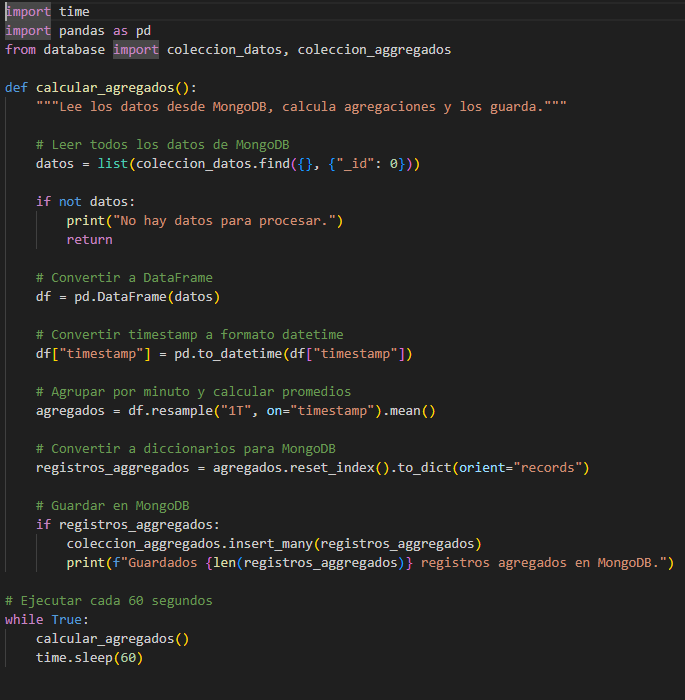 import time
import pandas as pd
from database import coleccion_datos, coleccion_aggregados
def calcular_agregados():
"""Lee los datos desde MongoDB, calcula agregaciones y los guarda."""
# Leer todos los datos de MongoDB
datos = list(coleccion_datos.find({}, {"_id": 0}))
if not datos:
print("No hay datos para procesar.")
return
# Convertir a DataFrame
df = pd.DataFrame(datos)
# Convertir timestamp a formato datetime
df["timestamp"] = pd.to_datetime(df["timestamp"])
# Agrupar por minuto y calcular promedios
agregados = df.resample("1T", on="timestamp").mean()
# Convertir a diccionarios para MongoDB
registros_aggregados = agregados.reset_index().to_dict(orient="records")
# Guardar en MongoDB
if registros_aggregados:
coleccion_aggregados.insert_many(registros_aggregados)
print(f"Guardados {len(registros_aggregados)} registros agregados en MongoDB.")
# Ejecutar cada 60 segundos
while True:
calcular_agregados()
time.sleep(60)